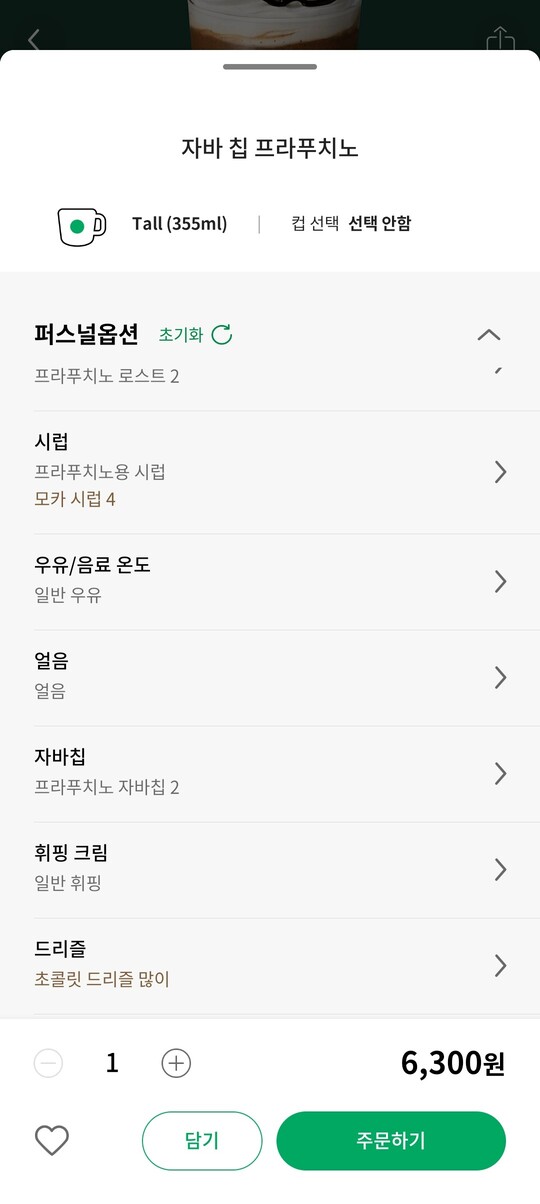 자바 칩 프라푸치노
Tall (355ml) | 컵 선택 선택 안함
퍼스널옵션 초기화
프라푸치노 로스트 2
시럽
프라푸치노용 시럽
모카 시럽 4
우유/음료 온도
일반 우유
얼음
얼음
자바칩
프라푸치노 자바칩 2
휘핑 크림
일반 휘핑
드리즐
초콜릿 드리즐 많이
1 6,300원
담기 주문하기